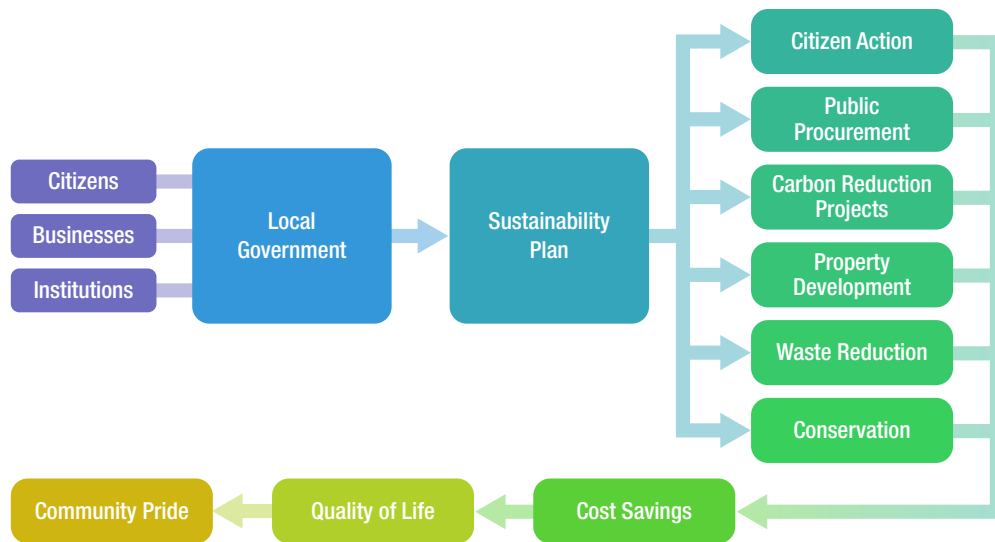 Citizens
Businesses
Institutions
Local
Government
Sustainability
Plan
Citizen Action
Public
Procurement
Carbon Reduction
Projects
Property
Development
Waste Reduction
Conservation
Cost Savings
Quality of Life
Community Pride